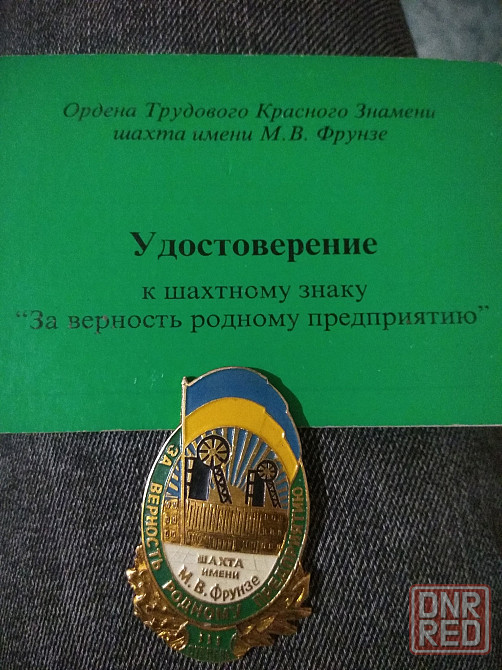 Ордена Трудового Красного Знамени
шахта имени М.В. Фрунзе
Удостоверение
к шахтному знаку
“За верность родному предприятию”
ЗА ВЕРНОСТЬ РОДНОМУ ПРЕДПРИЯТИЮ
ШАХТА
ИМЕНИ
М.В. Фрунзе
III
DNR
RED